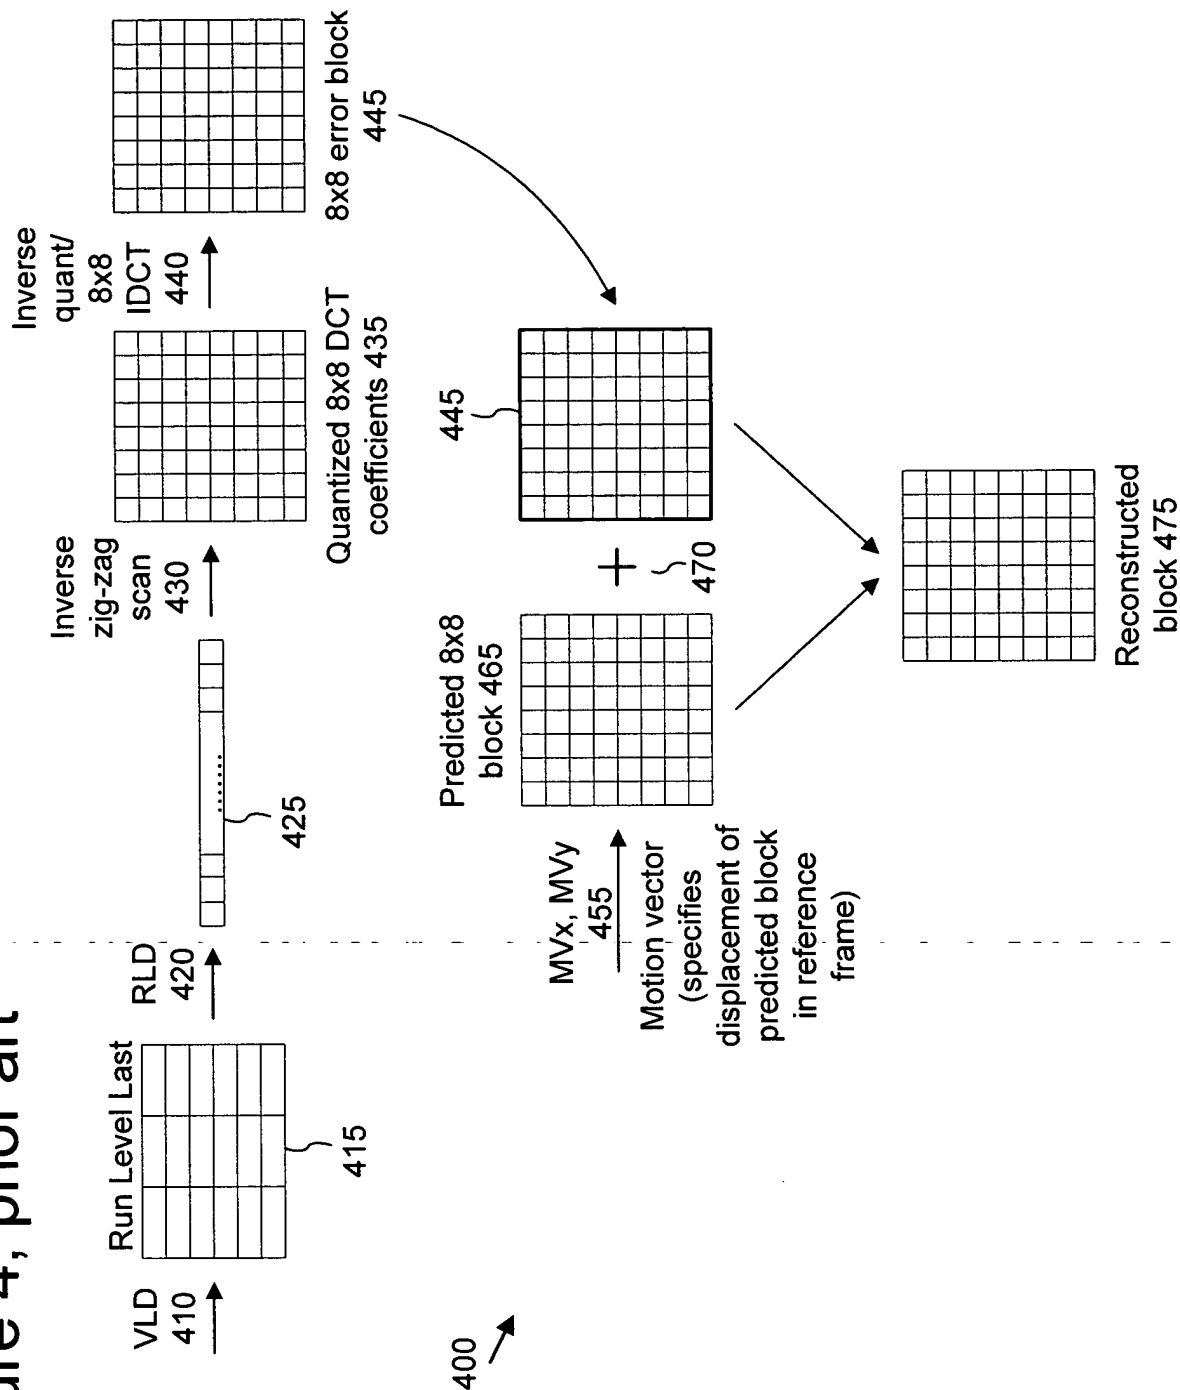 4, prior art
VLD
410
Run Level Last
415
RLD
420
425
Inverse
zig-zag
scan
430
Quantized 8x8 DCT
coefficients 435
Inverse
quant/
8x8
IDCT
440
8x8 error block
445
MVx, MVy
455
Motion vector
(specifies
displacement of
predicted block
in reference
frame)
Predicted 8x8
block 465
+
470
445
Reconstructed
block 475
400